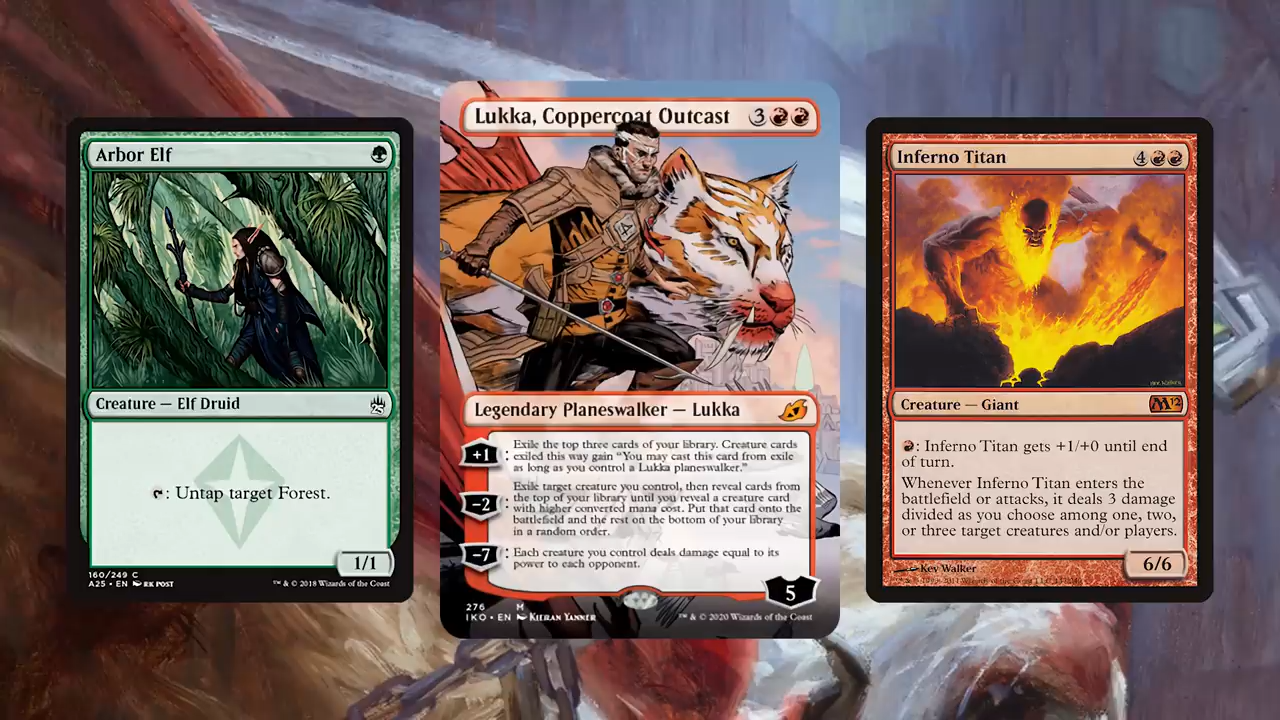 Arbor Elf
Creature — Elf Druid
: Untap target Forest.
1/1
160/249 C
A25 • EN RK POST
™ & © 2018 Wizards of the Coast
Lukka, Coppercoat Outcast 3
Legendary Planeswalker — Lukka
+1 : Exile the top three cards of your library. Creature cards
exiled this way gain "You may cast this card from exile
as long as you control a Lukka planeswalker."
-2 : Exile target creature you control, then reveal cards from
the top of your library until you reveal a creature card
with higher converted mana cost. Put that card onto the
battlefield and the rest on the bottom of your library
in a random order.
-7 : Each creature you control deals damage equal to its
power to each opponent.
5
276 M
IKO • EN KIERAN YANNER
™ & © 2020 Wizards of the Coast
Inferno Titan 4
Creature — Giant
M12
: Inferno Titan gets +1/+0 until end
of turn.
Whenever Inferno Titan enters the
battlefield or attacks, it deals 3 damage
divided as you choose among one, two,
or three target creatures and/or players.
Kev Walker
6/6